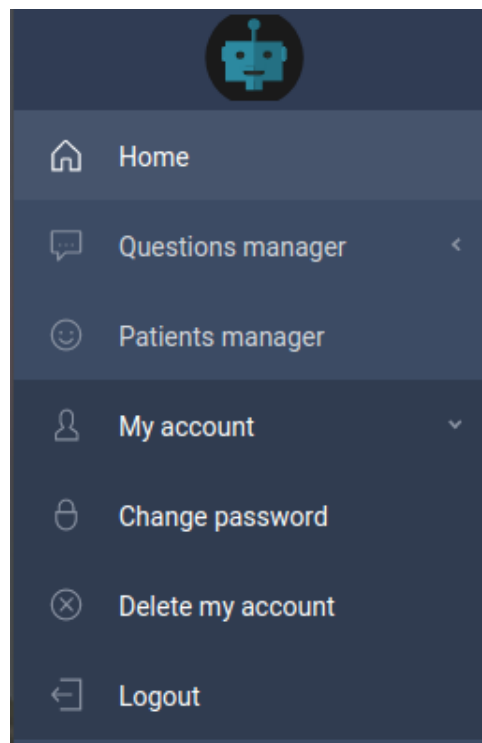 Home
Questions manager
Patients manager
My account
Change password
Delete my account
Logout